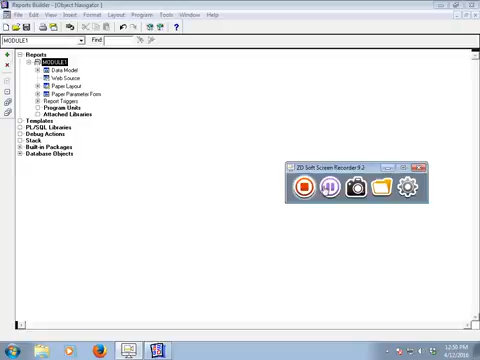 Reports Builder - [Object Navigator]
File Edit View Insert Format Layout Program Tools Window Help
MODULE1 Find:
Reports
MODULE1
Data Model
Web Source
Paper Layout
Paper Parameter Form
Report Triggers
Program Units
Attached Libraries
Templates
PL/SQL Libraries
Debug Actions
Stack
Built-in Packages
Database Objects
ZD Soft Screen Recorder 9.2
12:50 PM
4/12/2016